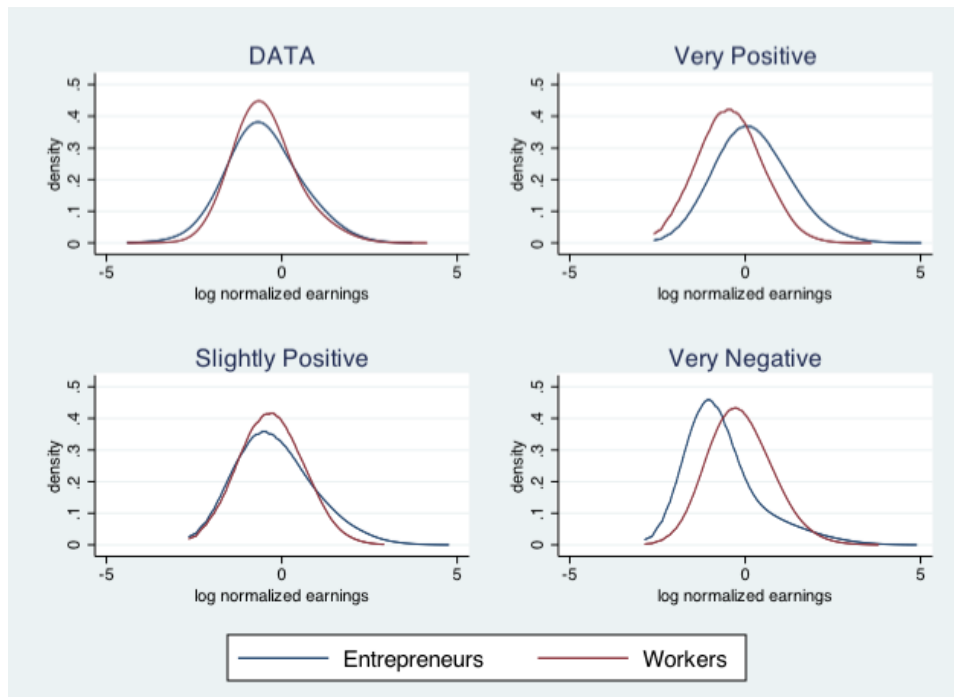 DATA
.5
.4
.3
.2
.1
0
density
-5 0 5
log normalized earnings
Very Positive
.5
.4
.3
.2
.1
0
density
-5 0 5
log normalized earnings
Slightly Positive
.5
.4
.3
.2
.1
0
density
-5 0 5
log normalized earnings
Very Negative
.5
.4
.3
.2
.1
0
density
-5 0 5
log normalized earnings
Entrepreneurs Workers